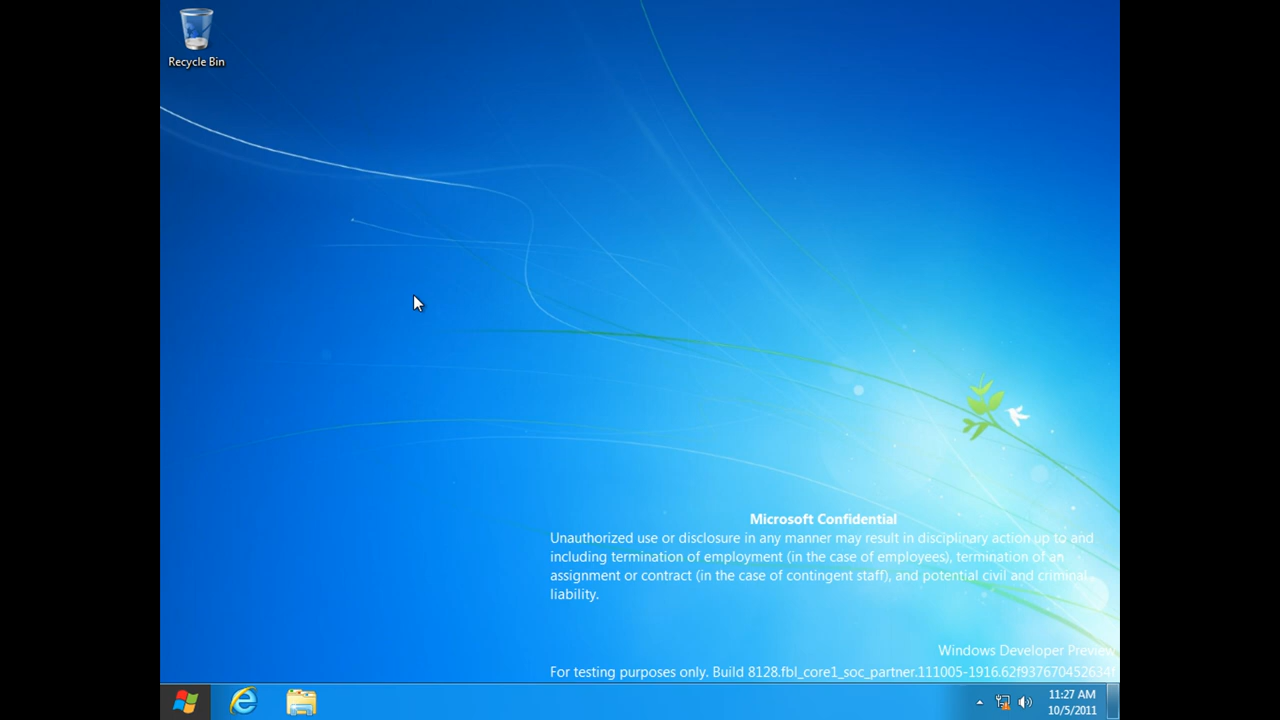 Recycle Bin
Microsoft Confidential
Unauthorized use or disclosure in any manner may result in disciplinary action up to and
including termination of employment (in the case of employees), termination of an
assignment or contract (in the case of contingent staff), and potential civil and criminal
liability.
Windows Developer Preview
For testing purposes only. Build 8128.fbl_core1_soc_partner.111005-1916.62f937670452634f
11:27 AM
10/5/2011